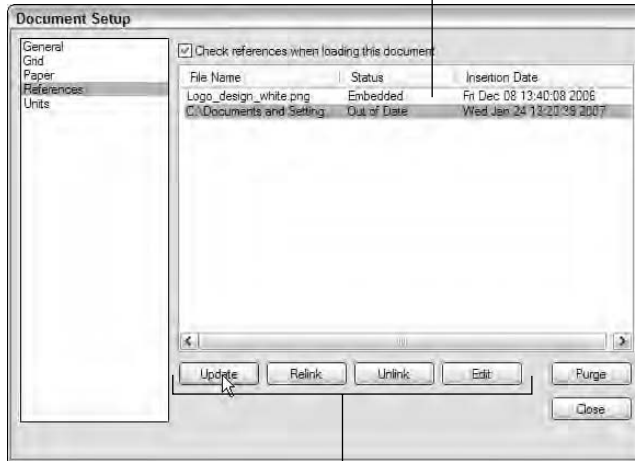 Document Setup
General
Grid
Paper
References
Units
Check references when loading this document
File Name Status Insertion Date
Logo_design_white.png Embedded Fri Dec 08 13:40:08 2006
C:\Documents and Setting Out of Date Wed Jan 24 13:20:39 2007
Update Relink Unlink Edit Purge
Close